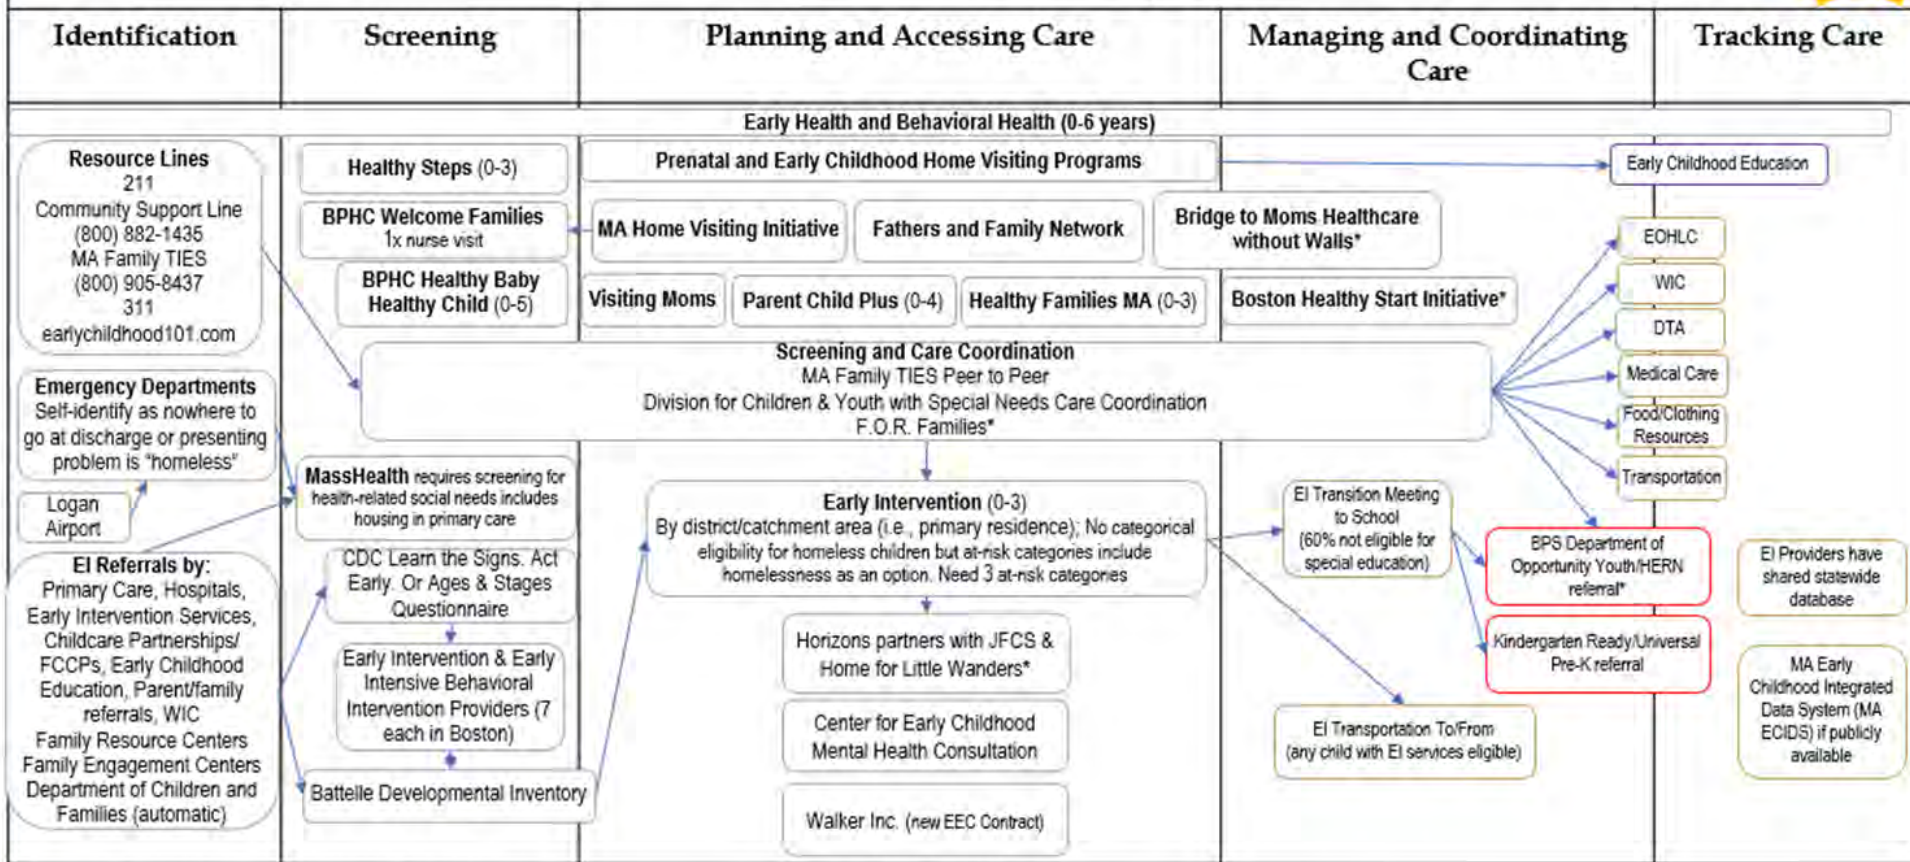 Identification
Screening
Planning and Accessing Care
Managing and Coordinating
Care
Tracking Care
Early Health and Behavioral Health (0-6 years)
Resource Lines
211
Community Support Line
(800) 882-1435
MA Family TIES
(800) 905-8437
311
earlychildhood101.com
Emergency Departments
Self-identify as nowhere to
go at discharge or presenting
problem is "homeless"
Logan
Airport
EI Referrals by:
Primary Care, Hospitals,
Early Intervention Services,
Childcare Partnerships/
FCCPs, Early Childhood
Education, Parent/family
referrals, WIC
Family Resource Centers
Family Engagement Centers
Department of Children and
Families (automatic)
Healthy Steps (0-3)
BPHC Welcome Families
1x nurse visit
BPHC Healthy Baby
Healthy Child (0-5)
MassHealth requires screening for
health-related social needs includes
housing in primary care
CDC Learn the Signs. Act
Early. Or Ages & Stages
Questionnaire
Early Intervention & Early
Intensive Behavioral
Intervention Providers (7
each in Boston)
Battelle Developmental Inventory
Prenatal and Early Childhood Home Visiting Programs
MA Home Visiting Initiative
Fathers and Family Network
Bridge to Moms Healthcare
without Walls*
Visiting Moms
Parent Child Plus (0-4)
Healthy Families MA (0-3)
Boston Healthy Start Initiative*
Screening and Care Coordination
MA Family TIES Peer to Peer
Division for Children & Youth with Special Needs Care Coordination
F.O.R. Families*
Early Intervention (0-3)
By district/catchment area (i.e., primary residence); No categorical
eligibility for homeless children but at-risk categories include
homelessness as an option. Need 3 at-risk categories
Horizons partners with JFCS &
Home for Little Wanders*
Center for Early Childhood
Mental Health Consultation
Walker Inc. (new EEC Contract)
EI Transition Meeting
to School
(60% not eligible for
special education)
EI Transportation To/From
(any child with EI services eligible)
Early Childhood Education
EOHLC
WIC
DTA
Medical Care
Food/Clothing
Resources
Transportation
BPS Department of
Opportunity Youth/HERN
referral*
Kindergarten Ready/Universal
Pre-K referral
EI Providers have
shared statewide
database
MA Early
Childhood Integrated
Data System (MA
ECIDS) if publicly
available